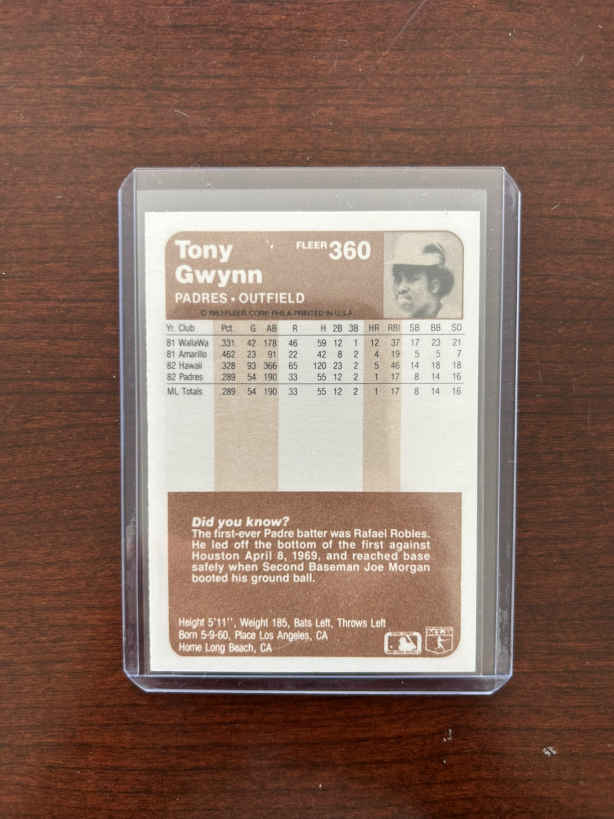 Tony
Gwynn
FLEER 360
PADRES • OUTFIELD
© 1983 FLEER CORP. PHILA-PRINTED IN U.S.A.
Yr. Club Pct. G AB R H 2B 3B HR RBI SB BB SO
81 WallaWa .331 42 178 46 59 12 1 12 37 17 23 21
81 Amarillo .462 23 91 22 42 8 2 4 19 5 5 7
82 Hawaii .328 93 366 65 120 23 2 5 46 14 18 18
82 Padres .289 54 190 33 55 12 2 1 17 8 14 16
ML Totals .289 54 190 33 55 12 2 1 17 8 14 16
Did you know?
The first-ever Padre batter was Rafael Robles.
He led off the bottom of the first against
Houston April 8, 1969, and reached base
safely when Second Baseman Joe Morgan
booted his ground ball.
Height 5'11'', Weight 185, Bats Left, Throws Left
Born 5-9-60, Place Los Angeles, CA
Home Long Beach, CA